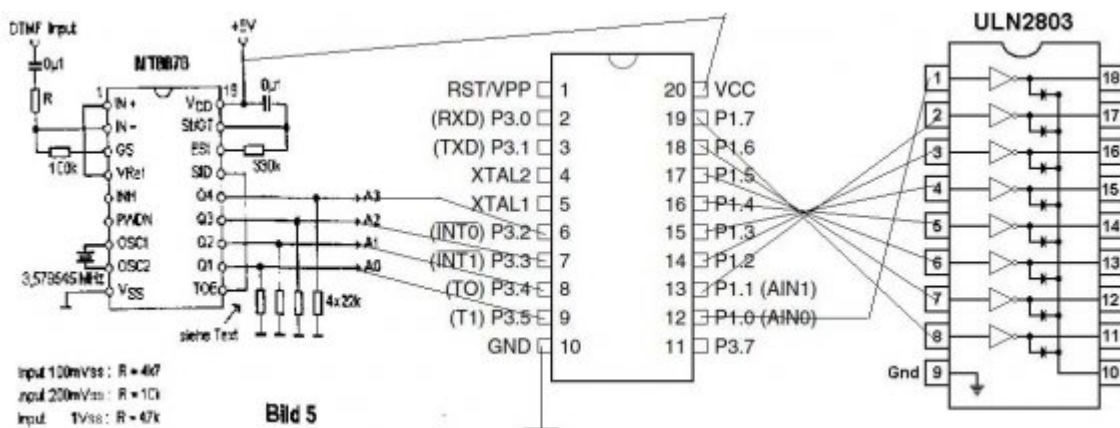 DTMF Input
0µ1
R
100k
3,579545 MHz
MT8870
1
18
IN+
IN-
GS
VRef
INH
PWDN
OSC1
OSC2
VSS
VDD
St/GT
ESt
StD
Q4
Q3
Q2
Q1
TOE
+5V
0µ1
330k
A3
A2
A1
A0
4x22k
siehe Text
Input 100mVss : R = 4k7
Input 200mVss : R = 10k
Input 1Vss : R = 47k
Bild 5
RST/VPP 1
(RXD) P3.0 2
(TXD) P3.1 3
XTAL2 4
XTAL1 5
(INT0) P3.2 6
(INT1) P3.3 7
(TO) P3.4 8
(T1) P3.5 9
GND 10
20 VCC
19 P1.7
18 P1.6
17 P1.5
16 P1.4
15 P1.3
14 P1.2
13 P1.1 (AIN1)
12 P1.0 (AIN0)
11 P3.7
ULN2803
1
2
3
4
5
6
7
8
Gnd 9
18
17
16
15
14
13
12
11
10